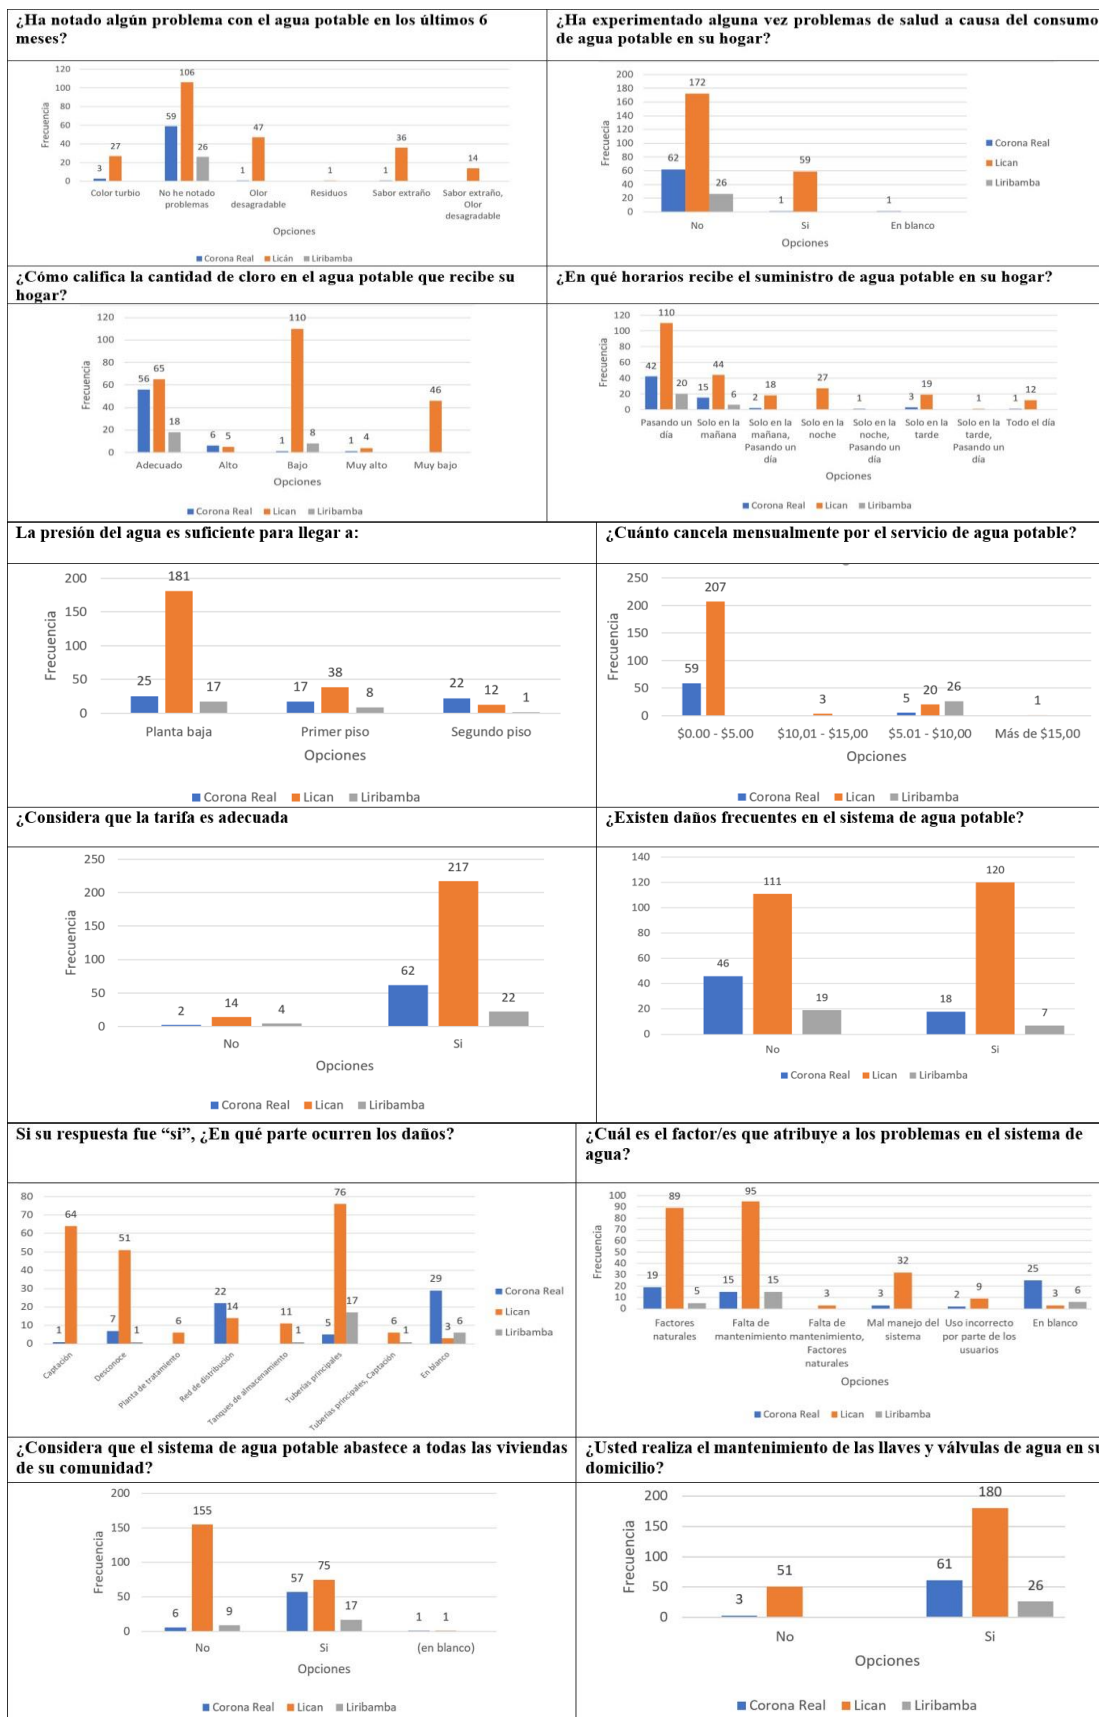 ¿Ha notado algún problema con el agua potable en los últimos 6
meses?
120
100
80
60
40
20
0
Frecuencia
3
27
59
106
26
1
47
1
1
36
14
Color turbio
No he notado
problemas
Olor
desagradable
Residuos
Sabor extraño
Sabor extraño,
Olor
desagradable
Opciones
Corona Real
Licán
Liribamba
¿Ha experimentado alguna vez problemas de salud a causa del consumo
de agua potable en su hogar?
200
180
160
140
120
100
80
60
40
20
0
Frecuecia
62
172
26
1
59
1
No
Si
En blanco
Opciones
Corona Real
Lican
Liribamba
¿Cómo califica la cantidad de cloro en el agua potable que recibe su
hogar?
120
100
80
60
40
20
0
Frecuencia
56
65
18
6
5
1
110
8
1
4
46
Adecuado
Alto
Bajo
Muy alto
Muy bajo
Opciones
Corona Real
Lican
Liribamba
¿En qué horarios recibe el suministro de agua potable en su hogar?
120
100
80
60
40
20
0
Frecuencia
42
110
20
15
44
6
2
18
27
1
3
19
1
1
12
Pasando un
día
Solo en la
mañana
Solo en la
mañana,
Pasando un
día
Solo en la
noche
Solo en la
noche,
Pasando un
día
Solo en la
tarde
Solo en la
tarde,
Pasando un
día
Todo el día
Opciones
Corona Real
Lican
Liribamba
La presión del agua es suficiente para llegar a:
200
150
100
50
0
Frecuencia
25
181
17
17
38
8
22
12
1
Planta baja
Primer piso
Segundo piso
Opciones
Corona Real
Lican
Liribamba
¿Cuánto cancela mensualmente por el servicio de agua potable?
250
200
150
100
50
0
Frecuencia
59
207
3
5
20
26
1
$0.00 - $5.00
$10,01 - $15,00
$5.01 - $10,00
Más de $15,00
Opciones
Corona Real
Lican
Liribamba
¿Considera que la tarifa es adecuada
250
200
150
100
50
0
Frecuencia
2
14
4
62
217
22
No
Si
Opciones
Corona Real
Lican
Liribamba
¿Existen daños frecuentes en el sistema de agua potable?
140
120
100
80
60
40
20
0
46
111
19
18
120
7
No
Si
Corona Real
Lican
Liribamba
Si su respuesta fue “si”, ¿En qué parte ocurren los daños?
80
70
60
50
40
30
20
10
0
1
64
7
51
1
6
22
14
11
1
5
76
17
6
1
29
3
6
Captación
Desconoce
Planta de tratamiento
Red de distribución
Tanques de almacenamiento
Tuberías principales
Tuberías principales, Captación
En blanco
Corona Real
Lican
Liribamba
¿Cuál es el factor/es que atribuye a los problemas en el sistema de
agua?
100
90
80
70
60
50
40
30
20
10
0
Frecuencia
19
89
5
15
95
15
3
3
32
2
9
25
3
6
Factores
naturales
Falta de
mantenimiento
Falta de
mantenimiento,
Factores
naturales
Mal manejo del
sistema
Uso incorrecto
por parte de los
usuarios
En blanco
Opciones
Corona Real
Lican
Liribamba
¿Considera que el sistema de agua potable abastece a todas las viviendas
de su comunidad?
200
150
100
50
0
Frecuencia
6
155
9
57
75
17
1
1
No
Si
(en blanco)
Opciones
Corona Real
Lican
Liribamba
¿Usted realiza el mantenimiento de las llaves y válvulas de agua en su
domicilio?
200
150
100
50
0
Frecuencia
3
51
61
180
26
No
Si
Opciones
Corona Real
Lican
Liribamba